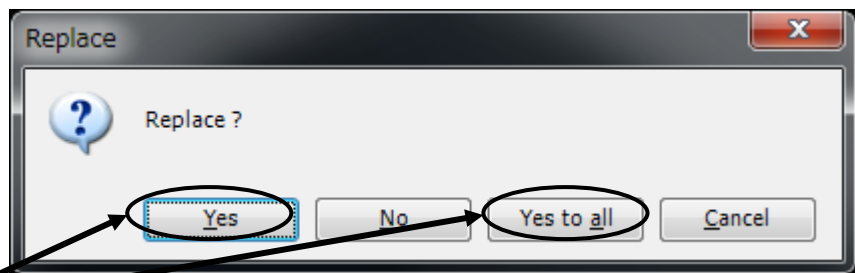 Replace
Replace ?
Yes No Yes to all Cancel